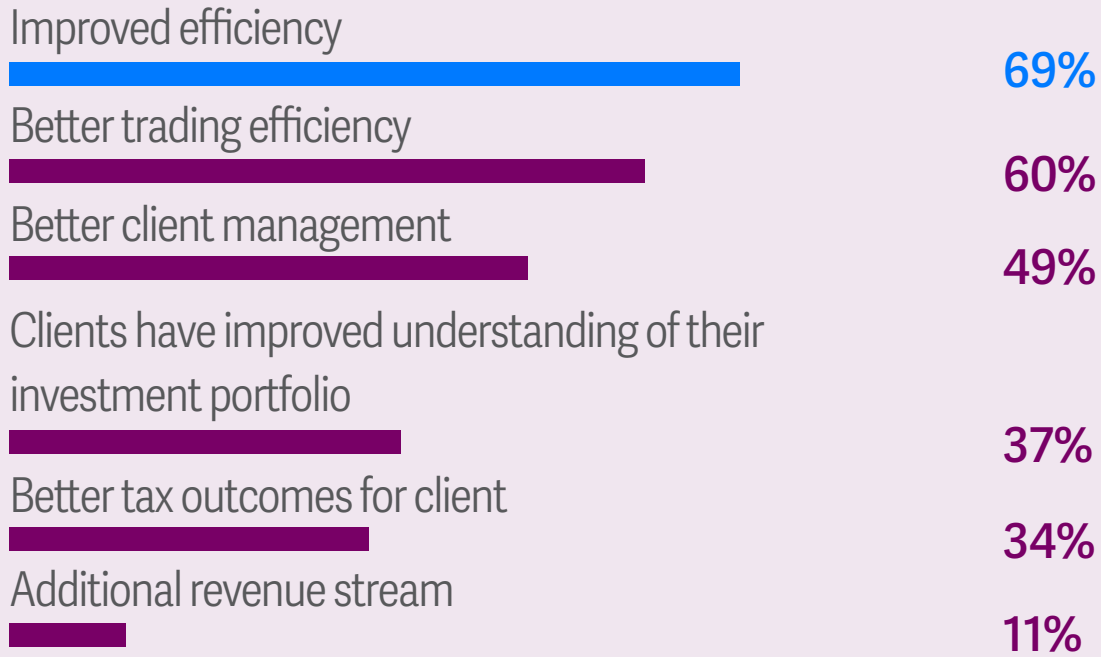 Improved efficiency
69%
Better trading efficiency
60%
Better client management
49%
Clients have improved understanding of their
investment portfolio
37%
Better tax outcomes for client
34%
Additional revenue stream
11%